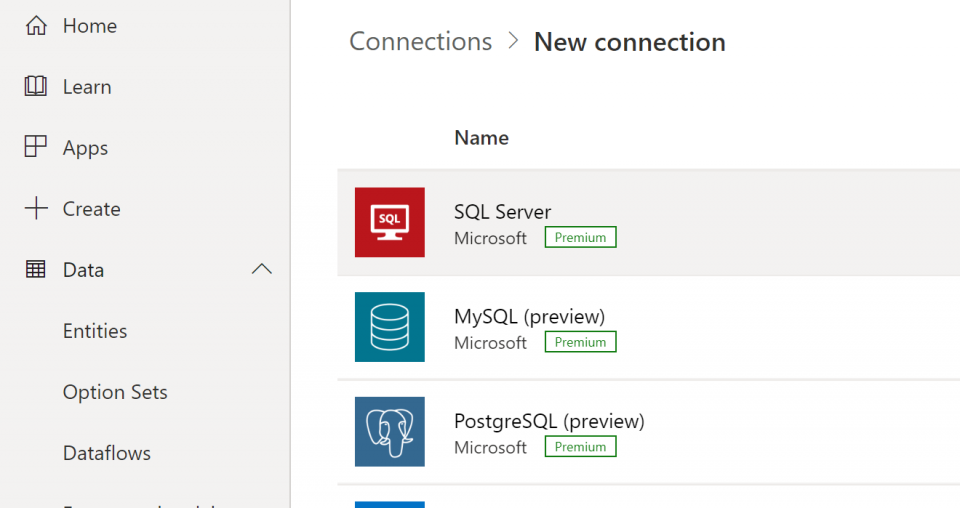 Home
Learn
Apps
Create
Data
Entities
Option Sets
Dataflows
Connections > New connection
Name
SQL
SQL Server
Microsoft Premium
MySQL (preview)
Microsoft Premium
PostgreSQL (preview)
Microsoft Premium